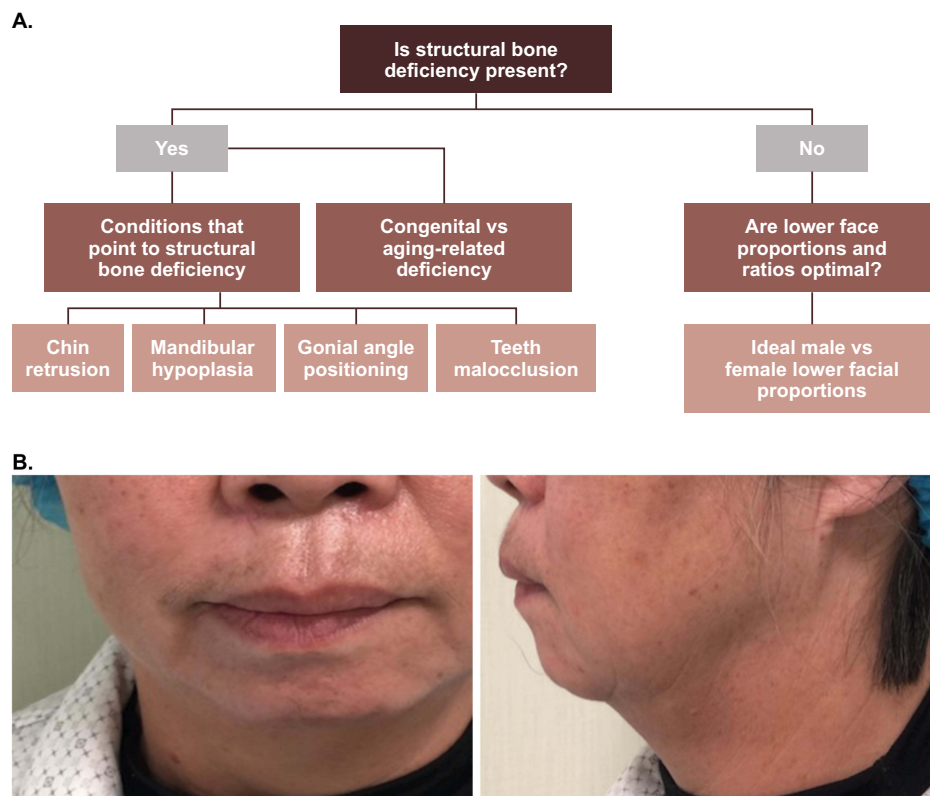 A.
Is structural bone
deficiency present?
Yes
No
Conditions that
point to structural
bone deficiency
Congenital vs
aging-related
deficiency
Are lower face
proportions and
ratios optimal?
Chin
retrusion
Mandibular
hypoplasia
Gonial angle
positioning
Teeth
malocclusion
Ideal male vs
female lower facial
proportions
B.